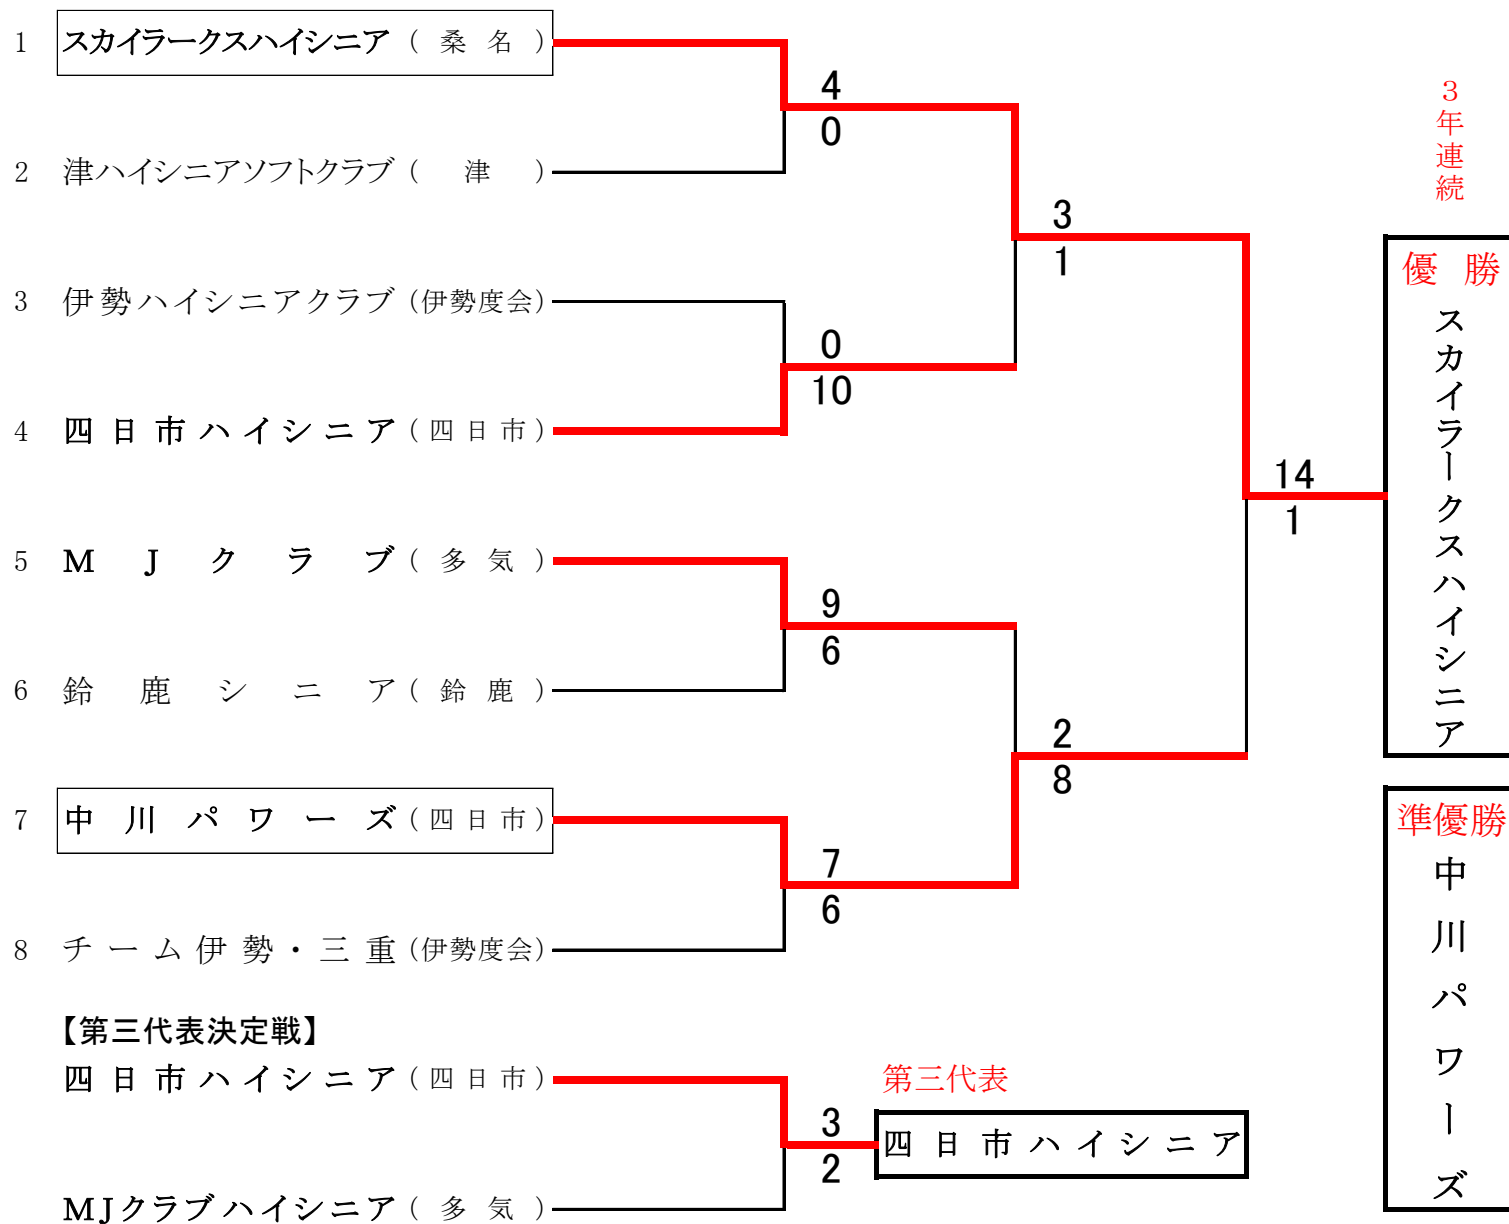 1 スカイラークスハイシニア ( 桑名 )
4
0
2 津ハイシニアソフトクラブ ( 津 )
3
1
3 伊勢ハイシニアクラブ (伊勢度会)
0
10
4 四日市ハイシニア (四日市)
14
1
5 MJクラブ ( 多気 )
9
6
6 鈴鹿シニア ( 鈴鹿 )
2
8
7 中川パワーズ (四日市)
7
6
8 チーム伊勢・三重 (伊勢度会)
3年連続
優勝
スカイラークスハイシニア
準優勝
中川パワーズ
【第三代表決定戦】
四日市ハイシニア (四日市)
3
2
第三代表
四日市ハイシニア
MJクラブハイシニア ( 多気 )